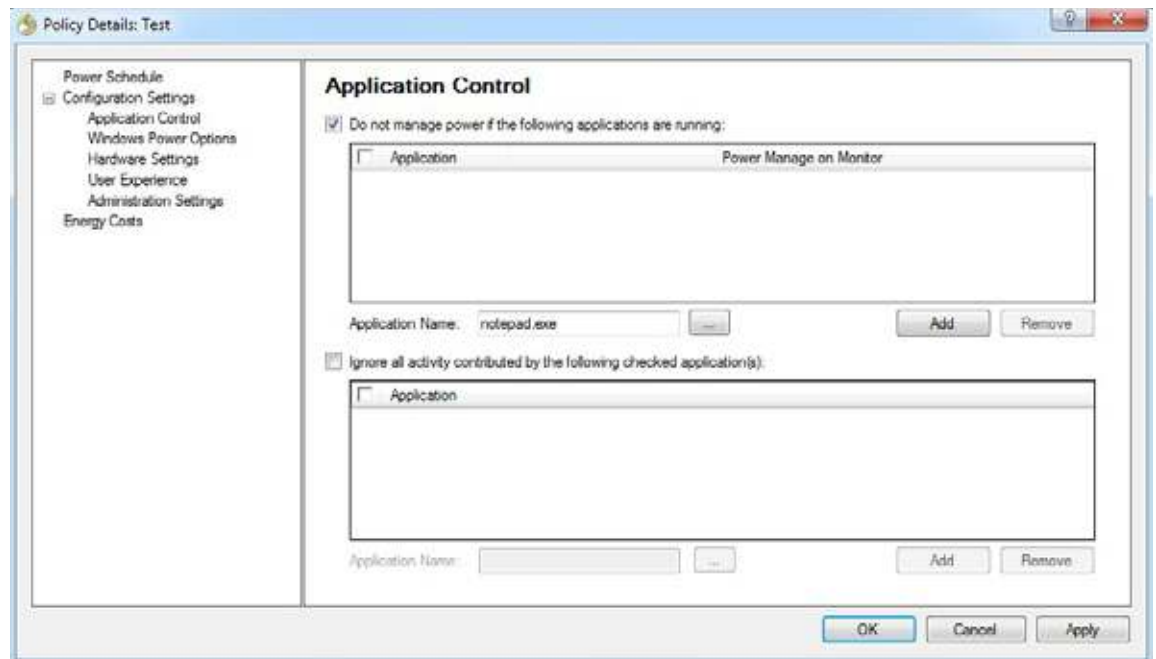 Policy Details: Test
Power Schedule
Configuration Settings
Application Control
Windows Power Options
Hardware Settings
User Experience
Administration Settings
Energy Costs
Application Control
Do not manage power if the following applications are running:
Application Power Manage on Monitor
Application Name: notepad.exe ... Add Remove
Ignore all activity contributed by the following checked application(s):
Application
Application Name: ... Add Remove
OK Cancel Apply